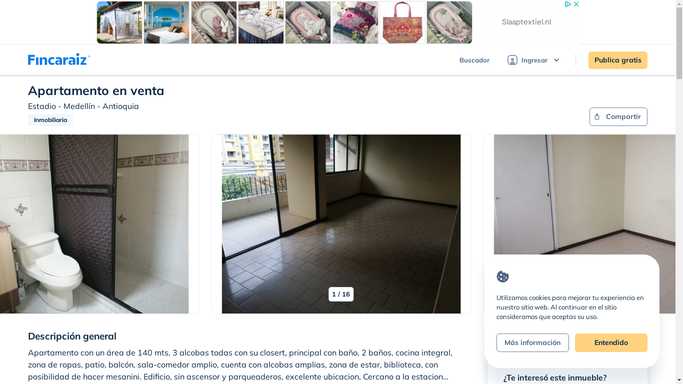 Slaaptextiel.nl
Fincaraíz
Buscador
Ingresar
Publica gratis
Apartamento en venta
Estadio - Medellín - Antioquia
Inmobiliaria
Compartir
1 / 16
Utilizamos cookies para mejorar tu experiencia en
nuestro sitio web. Al continuar en el sitio
consideramos que aceptas su uso.
Más información
Entendido
Descripción general
Apartamento con un área de 140 mts, 3 alcobas tadas con su closert, principal con baño, 2 baños, cocina integral,
zona de ropas, patio, balcón, sala-comedor amplio, cuenta con alcobas amplias, zona de estar, biblioteca, con
posibilidad de hacer mesanini. Edificio, sin ascensor y parqueaderos, excelente ubicacion, Cercano a la estacion...
¿Te interesó este inmueble?